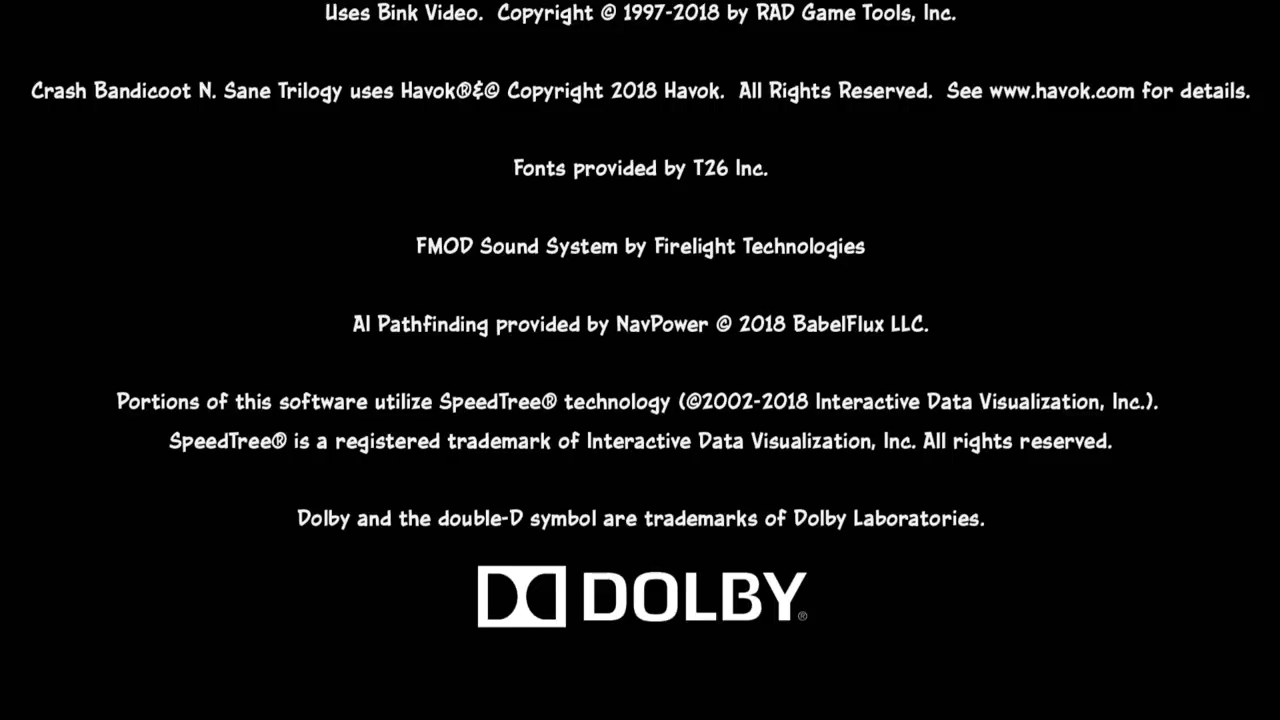 Uses Bink Video.  Copyright © 1997-2018 by RAD Game Tools, Inc.
Crash Bandicoot N. Sane Trilogy uses Havok®&© Copyright 2018 Havok.  All Rights Reserved.  See www.havok.com for details.
Fonts provided by T26 Inc.
FMOD Sound System by Firelight Technologies
AI Pathfinding provided by NavPower © 2018 BabelFlux LLC.
Portions of this software utilize SpeedTree® technology (©2002-2018 Interactive Data Visualization, Inc.).
SpeedTree® is a registered trademark of Interactive Data Visualization, Inc. All rights reserved.
Dolby and the double-D symbol are trademarks of Dolby Laboratories.
DOLBY®